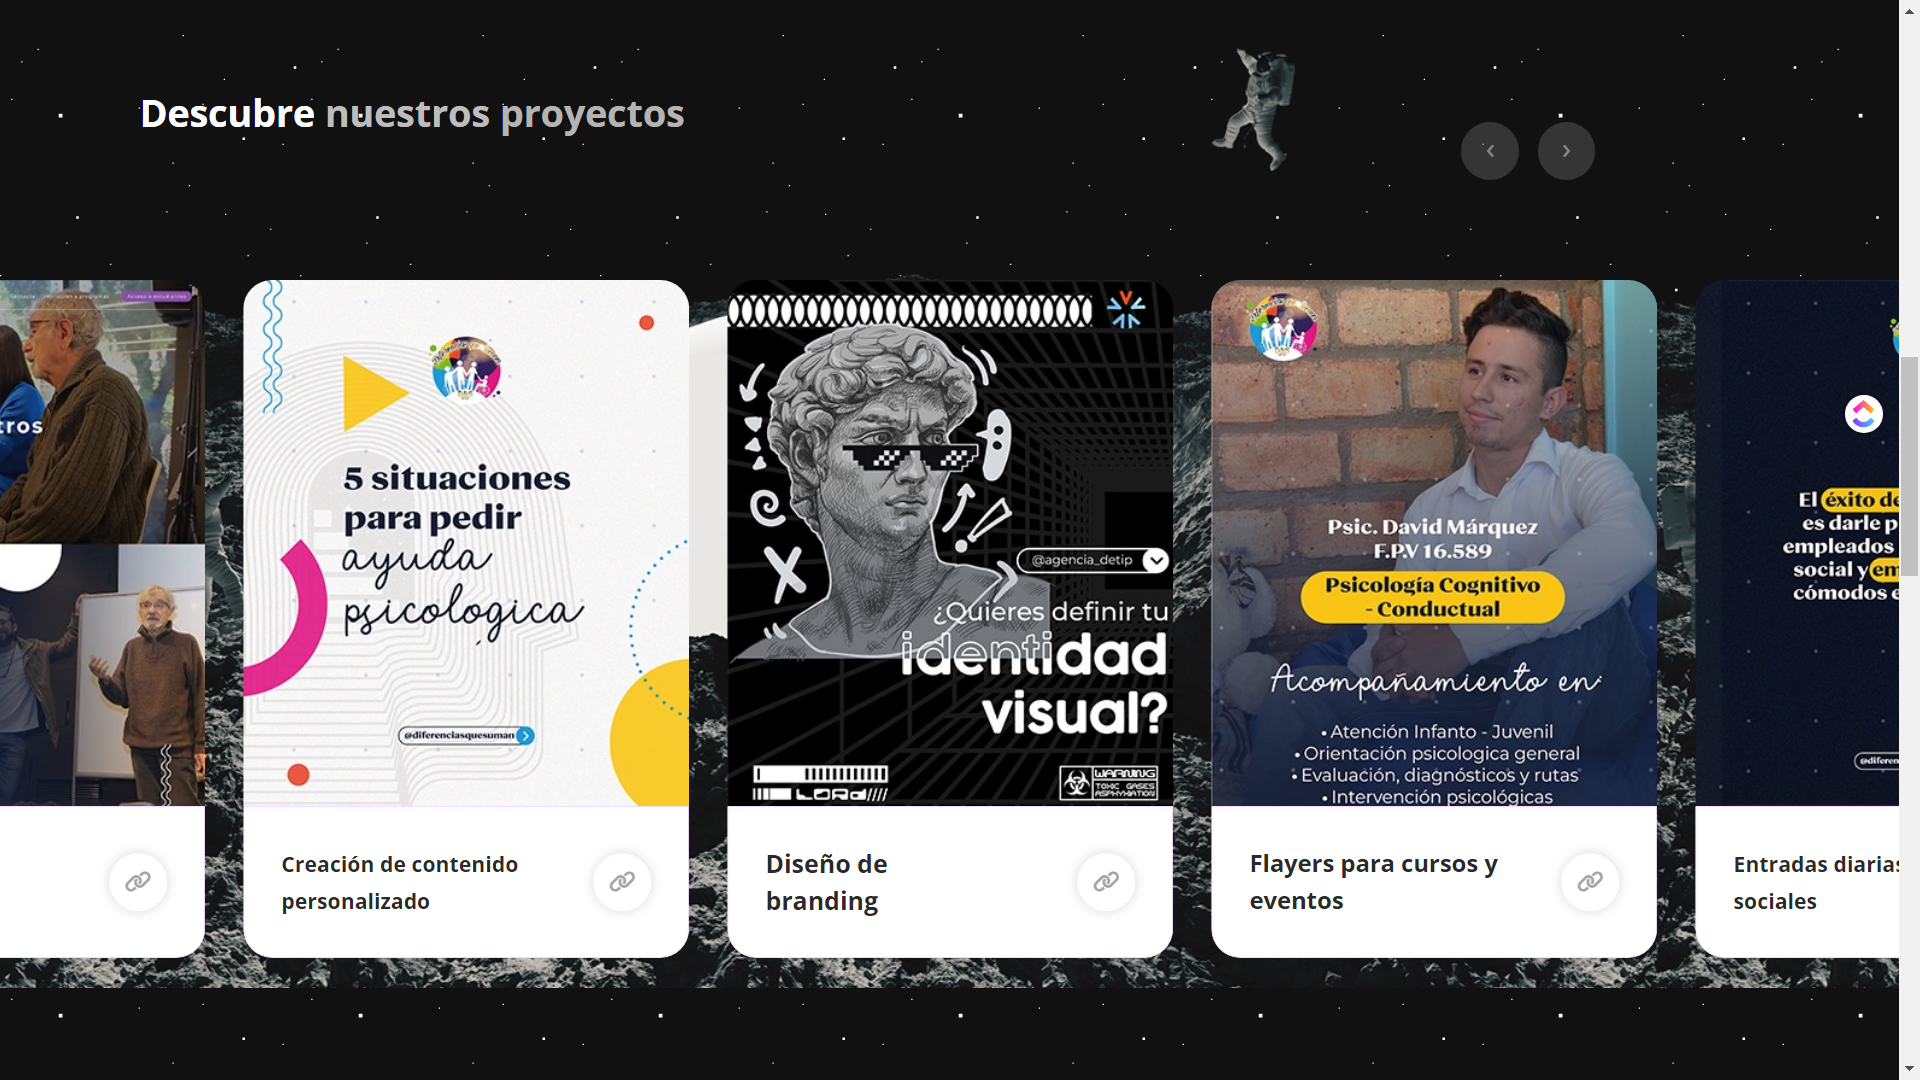 Descubre nuestros proyectos
tros
5 situaciones
para pedir
ayuda
psicologica
@diferenciasquesuman
Creación de contenido
personalizado
@agencia_detip
¿Quieres definir tu
identidad
visual?
LORd////
WARNING
TOXIC GASES
ASPHYXIATION
Diseño de
branding
Psic. David Márquez
F.P.V 16.589
Psicología Cognitivo
- Conductual
Acompañamiento en:
• Atención Infanto - Juvenil
• Orientación psicologica general
• Evaluación, diagnósticos y rutas
• Intervención psicológicas
Flayers para cursos y
eventos
El éxito de
es darle p
empleados
social y em
cómodos e
@diferen
Entradas diarias
sociales